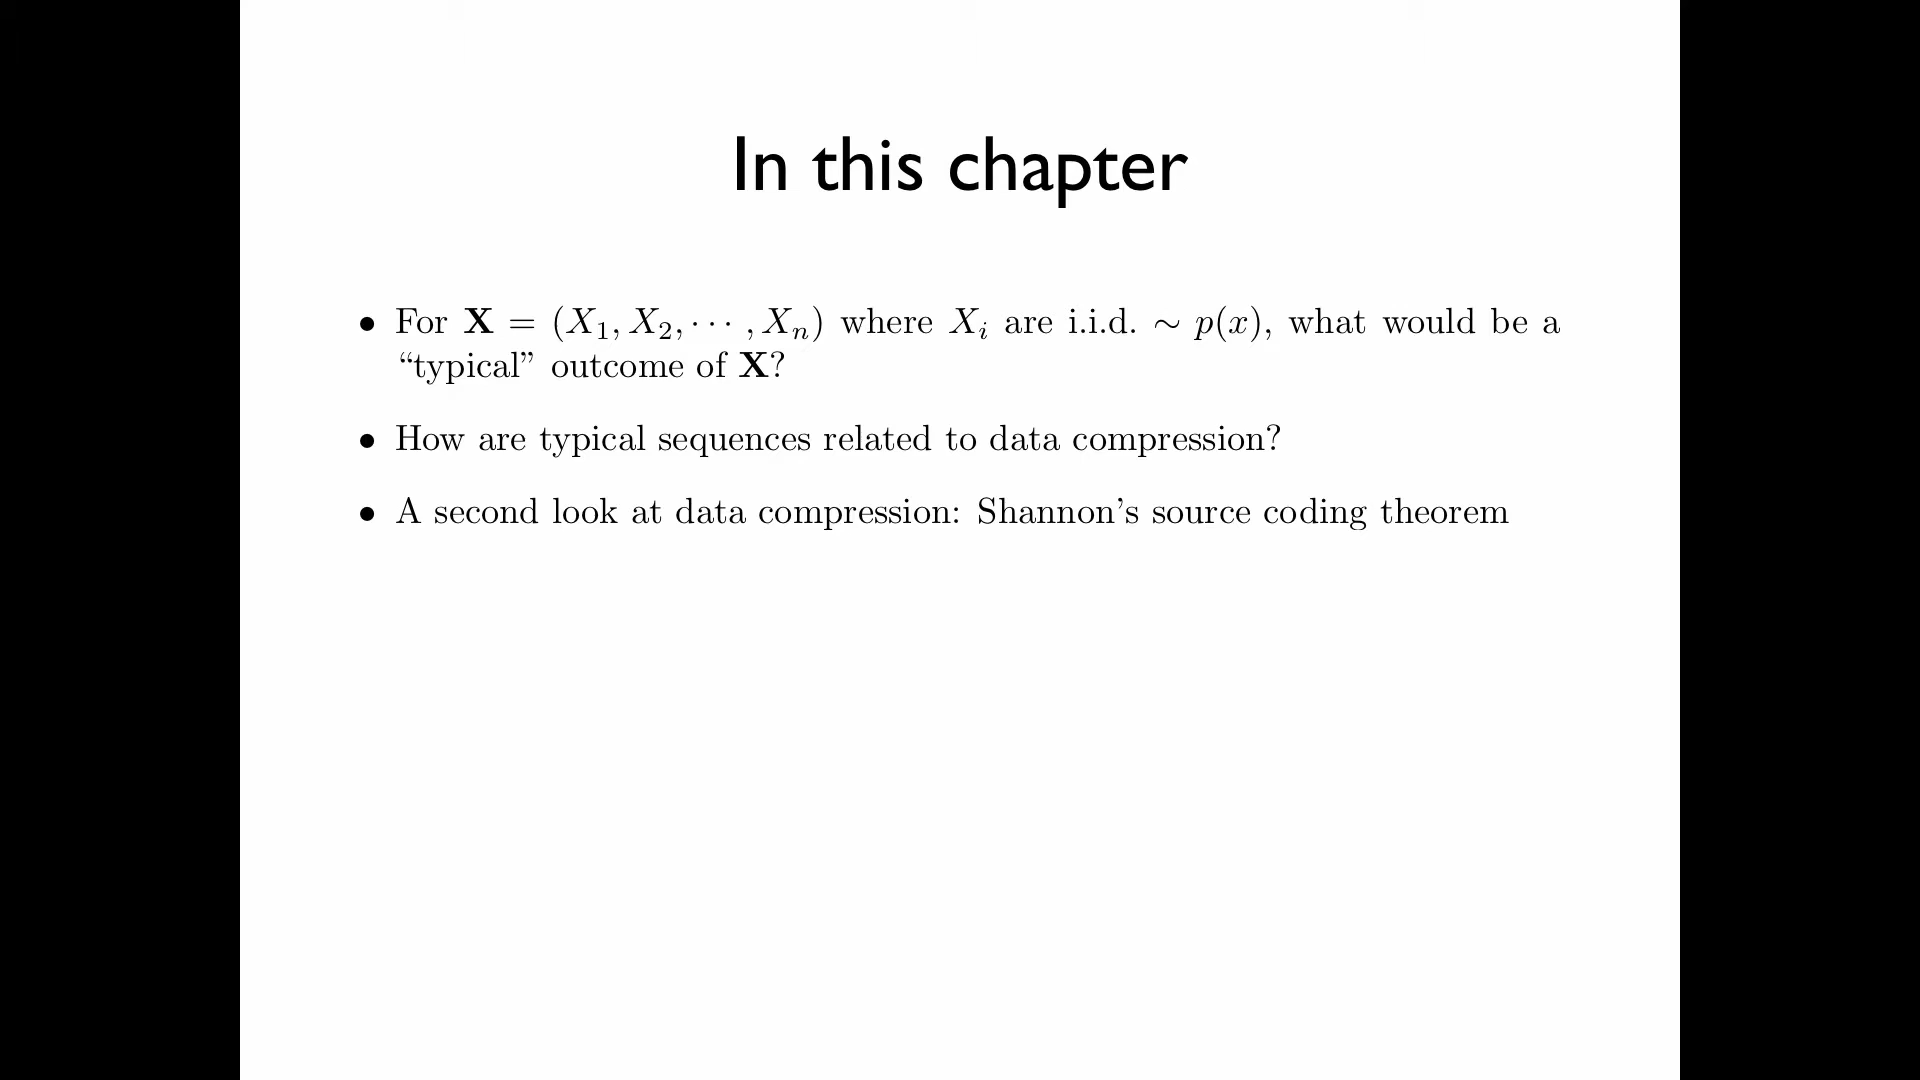 In this chapter
• For X = (X₁, X₂, ⋯ , Xₙ) where Xᵢ are i.i.d. ∼ p(x), what would be a
“typical” outcome of X?
• How are typical sequences related to data compression?
• A second look at data compression: Shannon’s source coding theorem